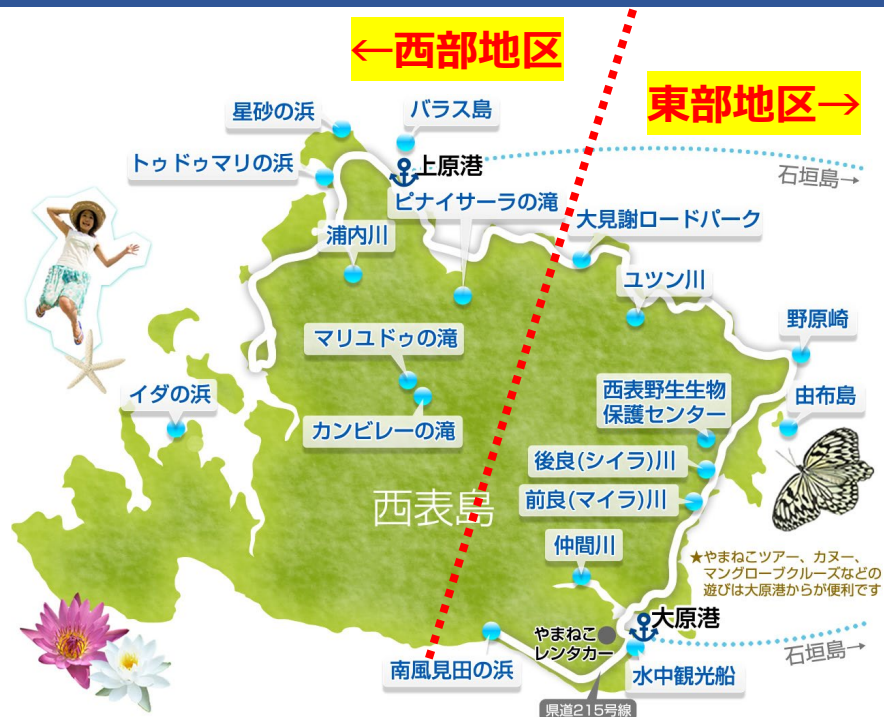 ←西部地区
東部地区→
星砂の浜
バラス島
トゥドゥマリの浜
上原港
石垣島→
ピナイサーラの滝
大見謝ロードパーク
浦内川
ユツン川
野原崎
マリユドゥの滝
イダの浜
西表野生生物
保護センター
由布島
カンビレーの滝
後良(シイラ)川
西表島
前良(マイラ)川
仲間川
★やまねこツアー、カヌー、
マングローブクルーズなどの
遊びは大原港からが便利です
大原港
やまねこ
レンタカー
石垣島→
南風見田の浜
水中観光船
県道215号線